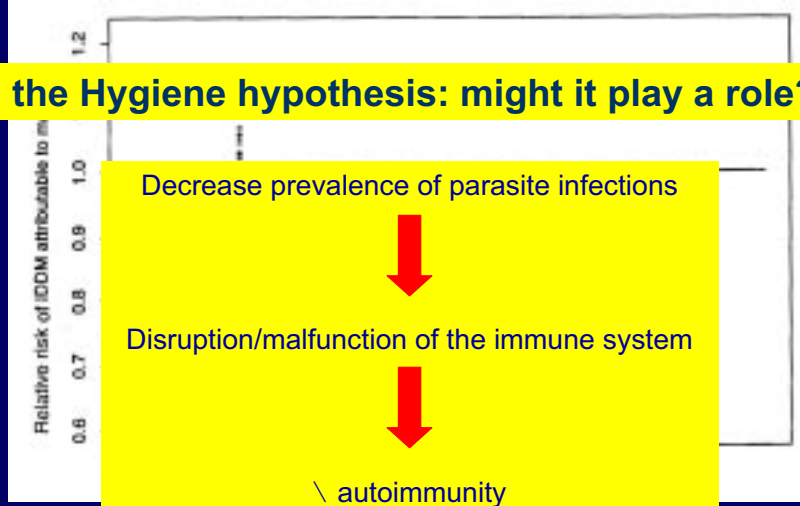 1.2
the Hygiene hypothesis: might it play a role?
Relative risk of IDDM attributable to
1.0
0.9
0.8
0.7
0.6
Decrease prevalence of parasite infections
Disruption/malfunction of the immune system
\ autoimmunity